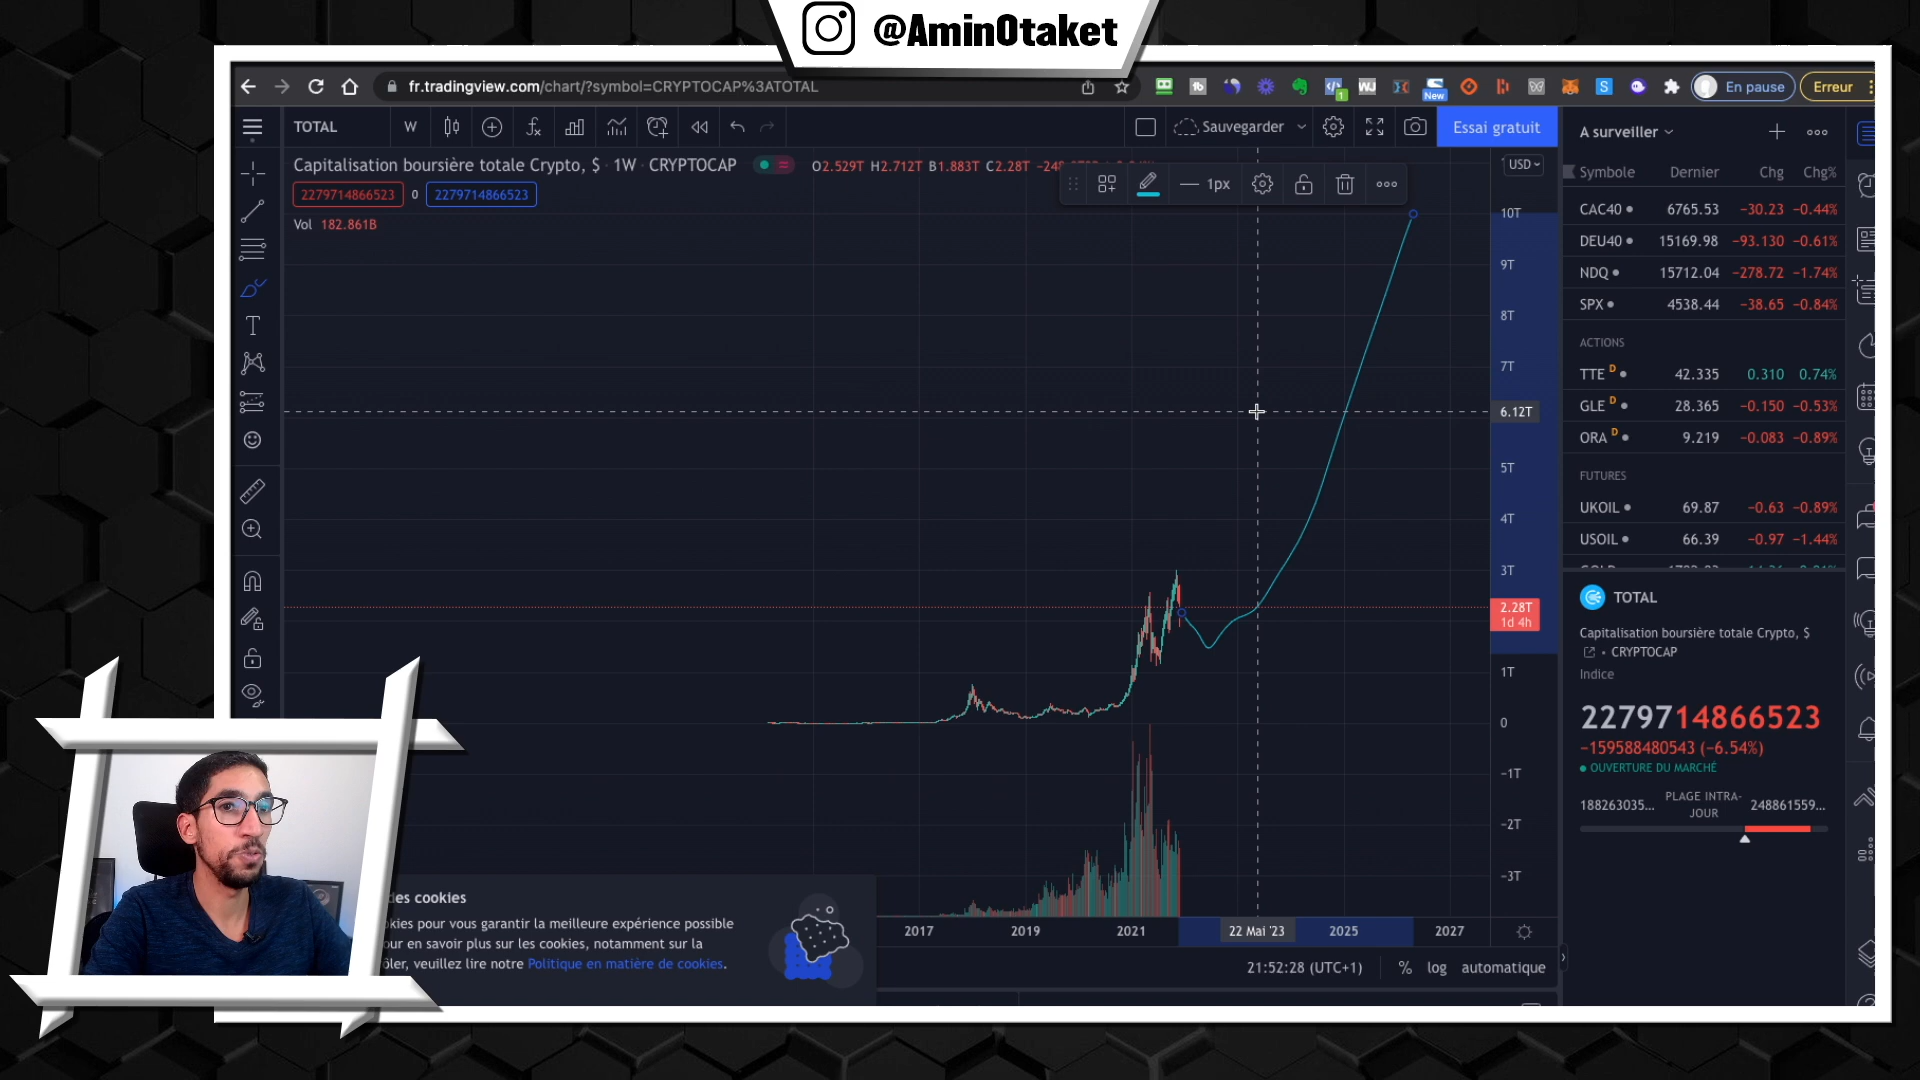 @AminOtaket
fr.tradingview.com/chart/?symbol=CRYPTOCAP%3ATOTAL
1
New
En pause
Erreur
TOTAL
W
Sauvegarder
Essai gratuit
Capitalisation boursière totale Crypto, $ · 1W · CRYPTOCAP
O2.529T H2.712T B1.883T C2.28T
2279714866523
0
2279714866523
Vol 182.861B
1px
USD
10T
9T
8T
7T
6.12T
5T
4T
3T
2.28T
1d 4h
1T
0
-1T
-2T
-3T
2017
2019
2021
22 Mai '23
2025
2027
21:52:28 (UTC+1)
%
log
automatique
des cookies
okies pour vous garantir la meilleure expérience possible
our en savoir plus sur les cookies, notamment sur la
ôler, veuillez lire notre Politique en matière de cookies.
A surveiller
Symbole Dernier Chg Chg%
CAC40 6765.53 −30.23 −0.44%
DEU40 15169.98 −93.130 −0.61%
NDQ 15712.04 −278.72 −1.74%
SPX 4538.44 −38.65 −0.84%
ACTIONS
TTE D 42.335 0.310 0.74%
GLE D 28.365 −0.150 −0.53%
ORA D 9.219 −0.083 −0.89%
FUTURES
UKOIL 69.87 −0.63 −0.89%
USOIL 66.39 −0.97 −1.44%
TOTAL
Capitalisation boursière totale Crypto, $
CRYPTOCAP
Indice
2279714866523
−159588480543 (−6.54%)
OUVERTURE DU MARCHÉ
188263035... PLAGE INTRA-JOUR 248861559...